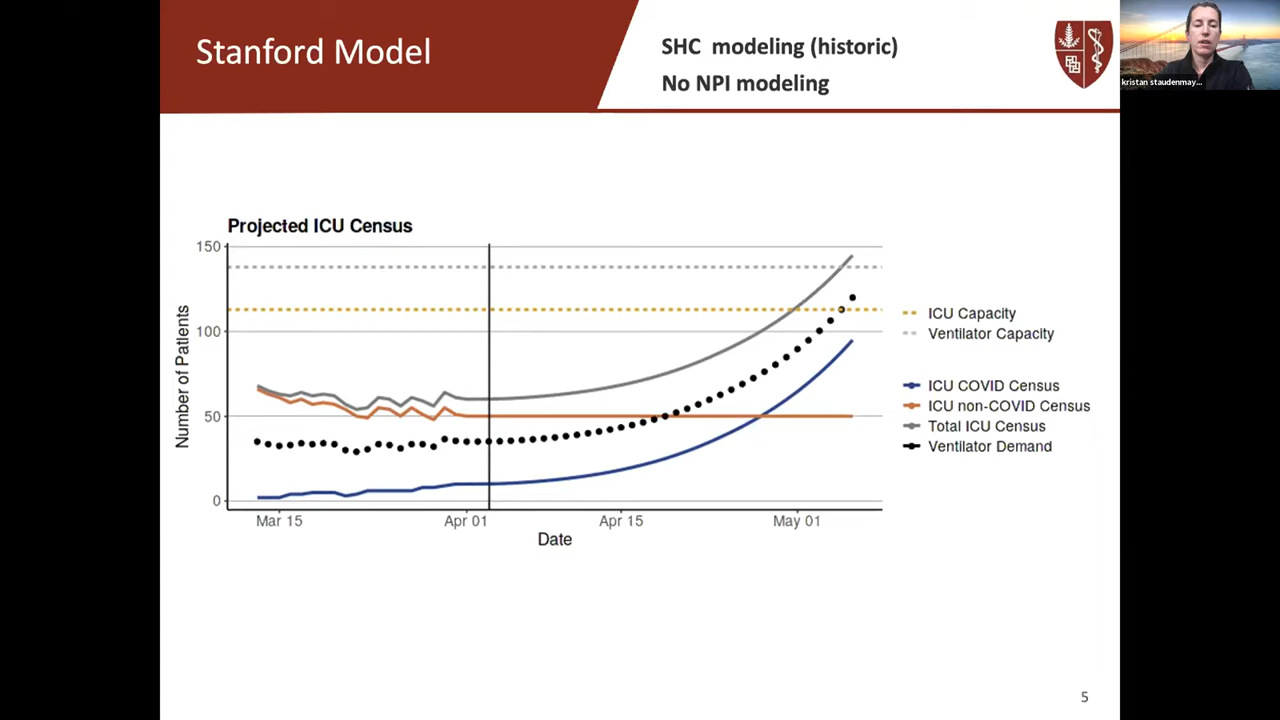 Stanford Model
SHC modeling (historic)
No NPI modeling
kristan staudenmay...
Projected ICU Census
Number of Patients
150
100
50
0
Mar 15
Apr 01
Apr 15
May 01
Date
ICU Capacity
Ventilator Capacity
ICU COVID Census
ICU non-COVID Census
Total ICU Census
Ventilator Demand
5